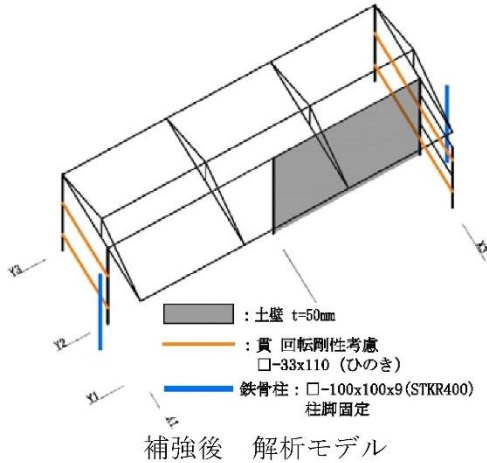 Y3
Y2
Y1
X3
：土壁 t=50mm
：貫 回転剛性考慮
□-33x110 (ひのき)
鉄骨柱：□-100x100x9(STKR400)
柱脚固定
補強後 解析モデル